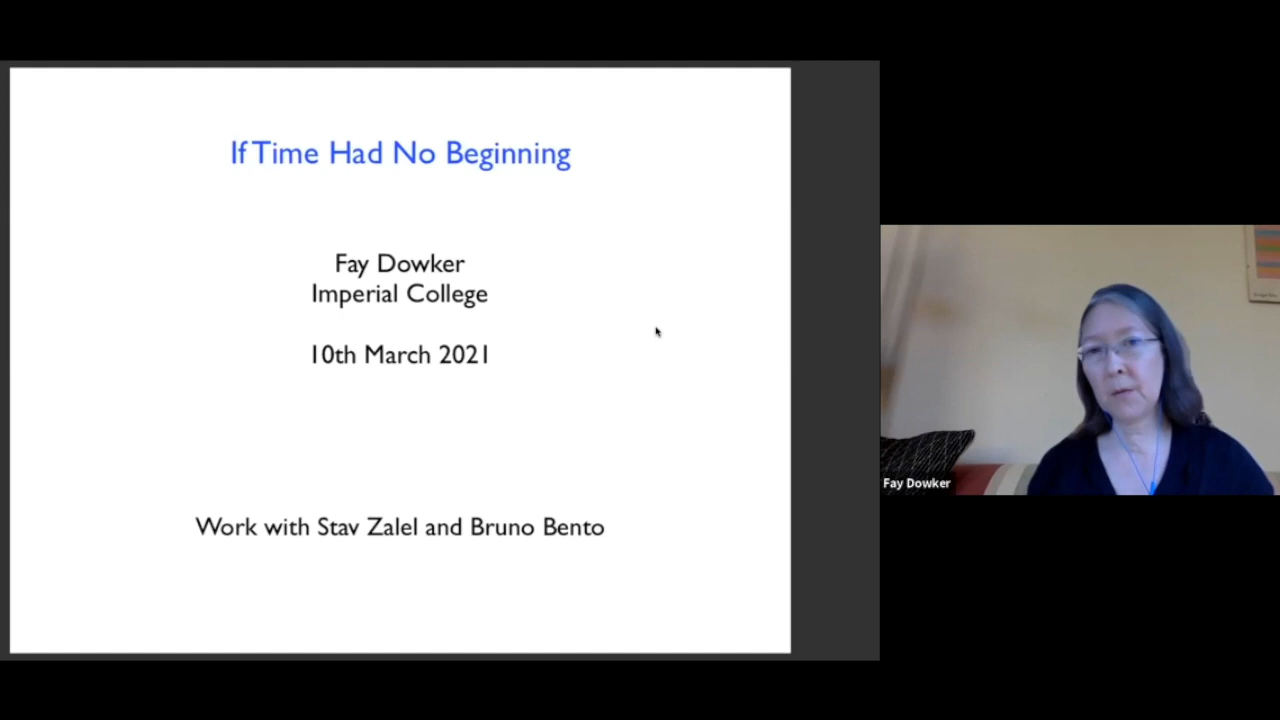 If Time Had No Beginning
Fay Dowker
Imperial College
10th March 2021
Work with Stav Zalel and Bruno Bento
Fay Dowker